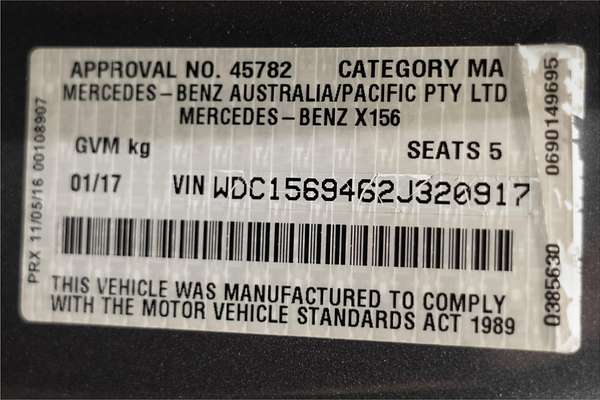 APPROVAL NO. 45782 CATEGORY MA
MERCEDES-BENZ AUSTRALIA/PACIFIC PTY LTD
MERCEDES-BENZ X156
GVM kg SEATS 5
01/17 VIN WDC1569462J320917
THIS VEHICLE WAS MANUFACTURED TO COMPLY
WITH THE MOTOR VEHICLE STANDARDS ACT 1989
PRX 11/05/16 00108907
0690149695
0385630